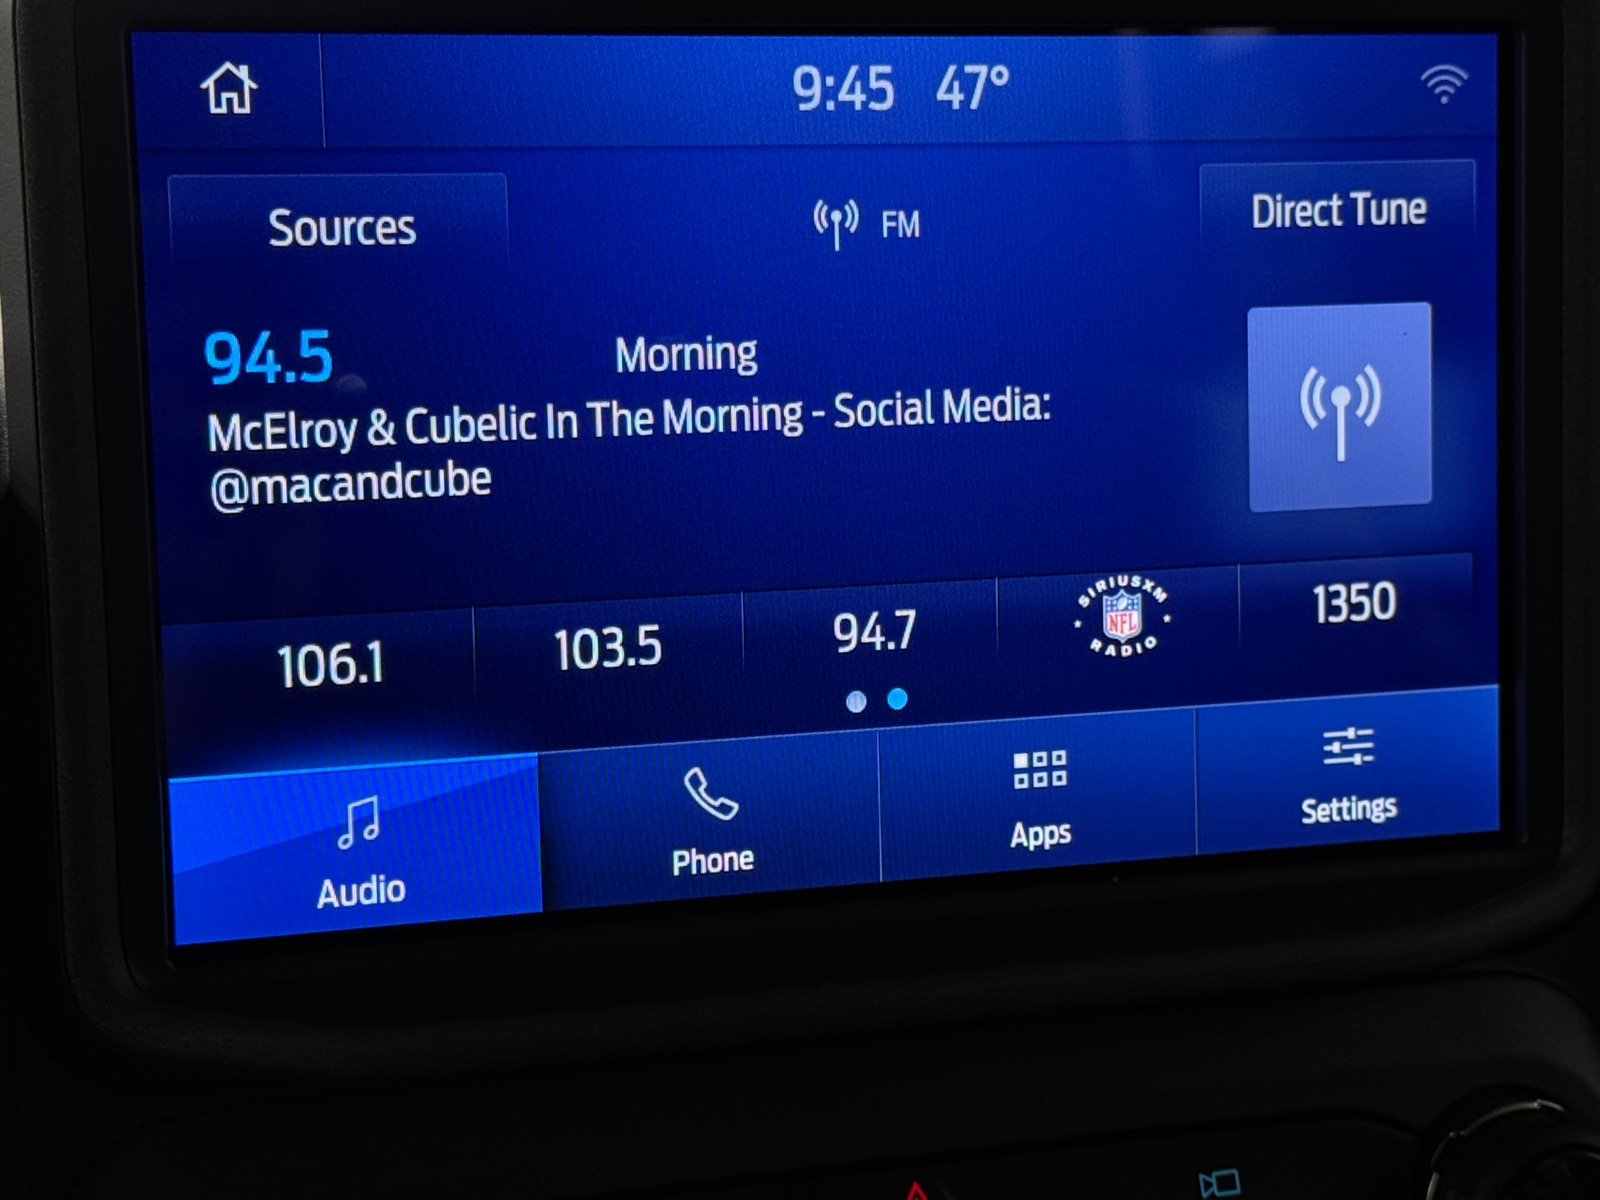 9:45 47°
Sources
FM
Direct Tune
94.5 Morning
McElroy & Cubelic In The Morning - Social Media:
@macandcube
106.1 103.5 94.7 SIRIUSXM NFL RADIO 1350
Audio Phone Apps Settings